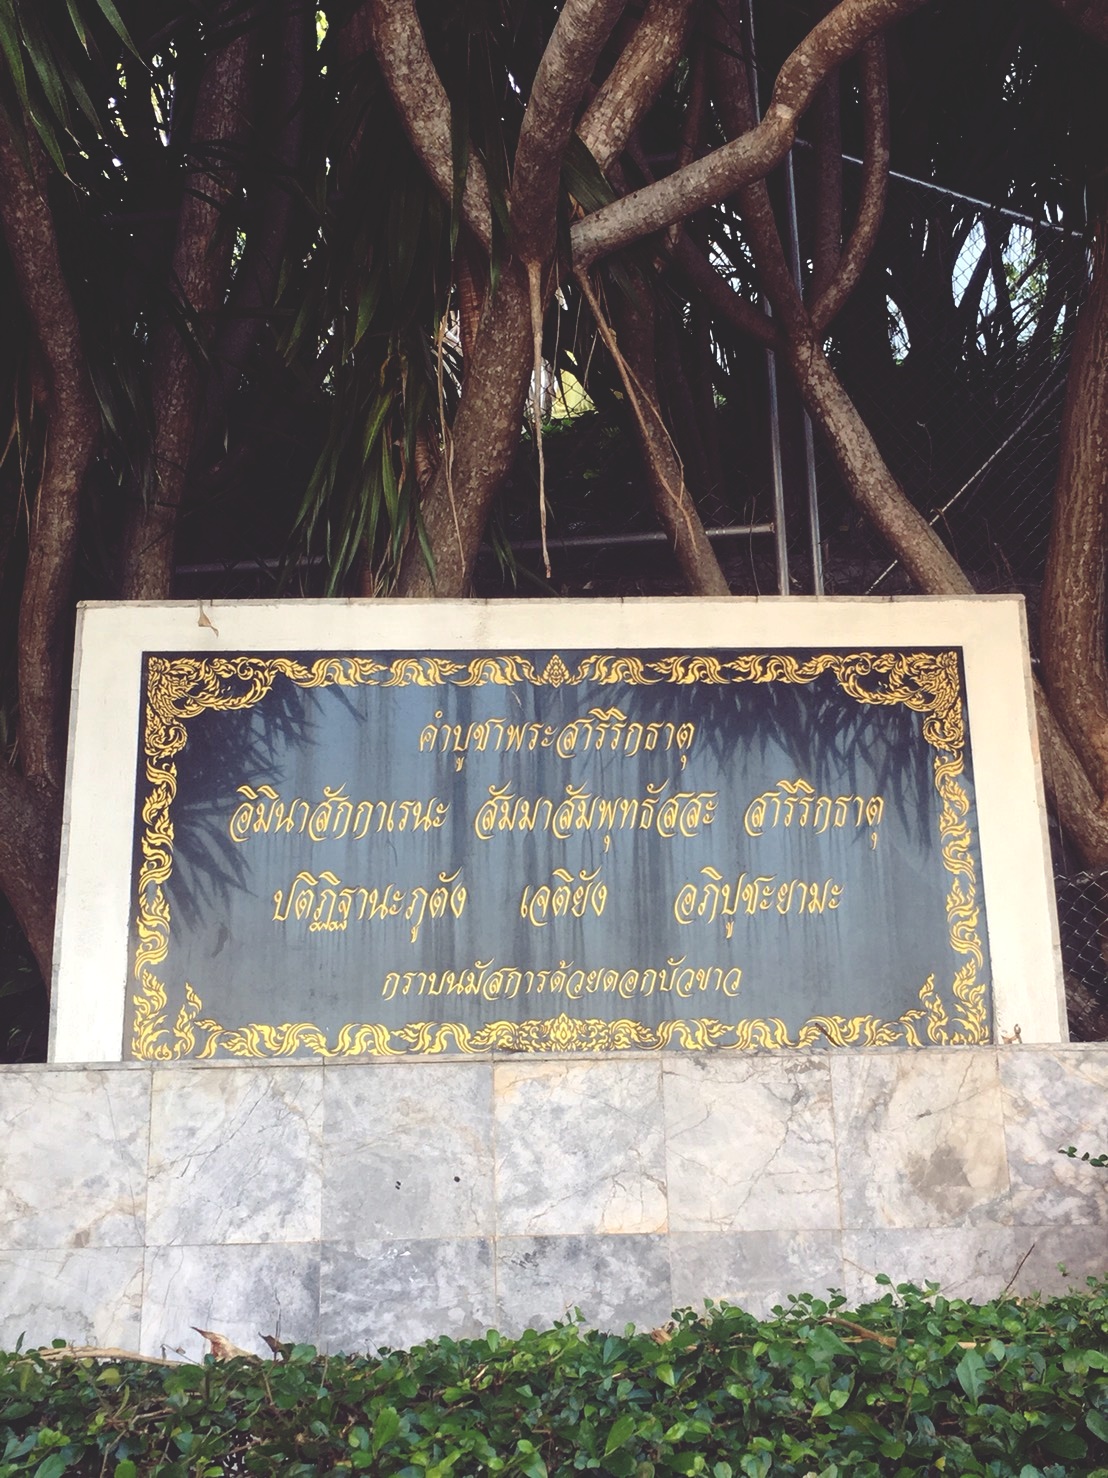 คำบูชาพระสารีริกธาตุ
อิมินาสักกาเรนะ สัมมาสัมพุทธัสสะ สาริริกธาตุ
ปติฏฐิฐานะภูตัง เจติยัง อภิปูชะยามะ
กราบนมัสการด้วยดอกบัวขาว